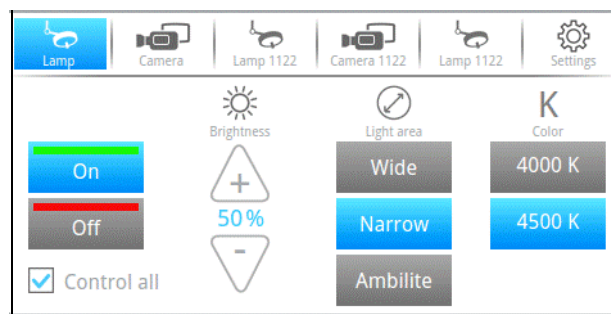 Lamp
Camera
Lamp 1122
Camera 1122
Lamp 1122
Settings
Brightness
Light area
K
Color
On
Off
Control all
+
50 %
-
Wide
Narrow
Ambilite
4000 K
4500 K